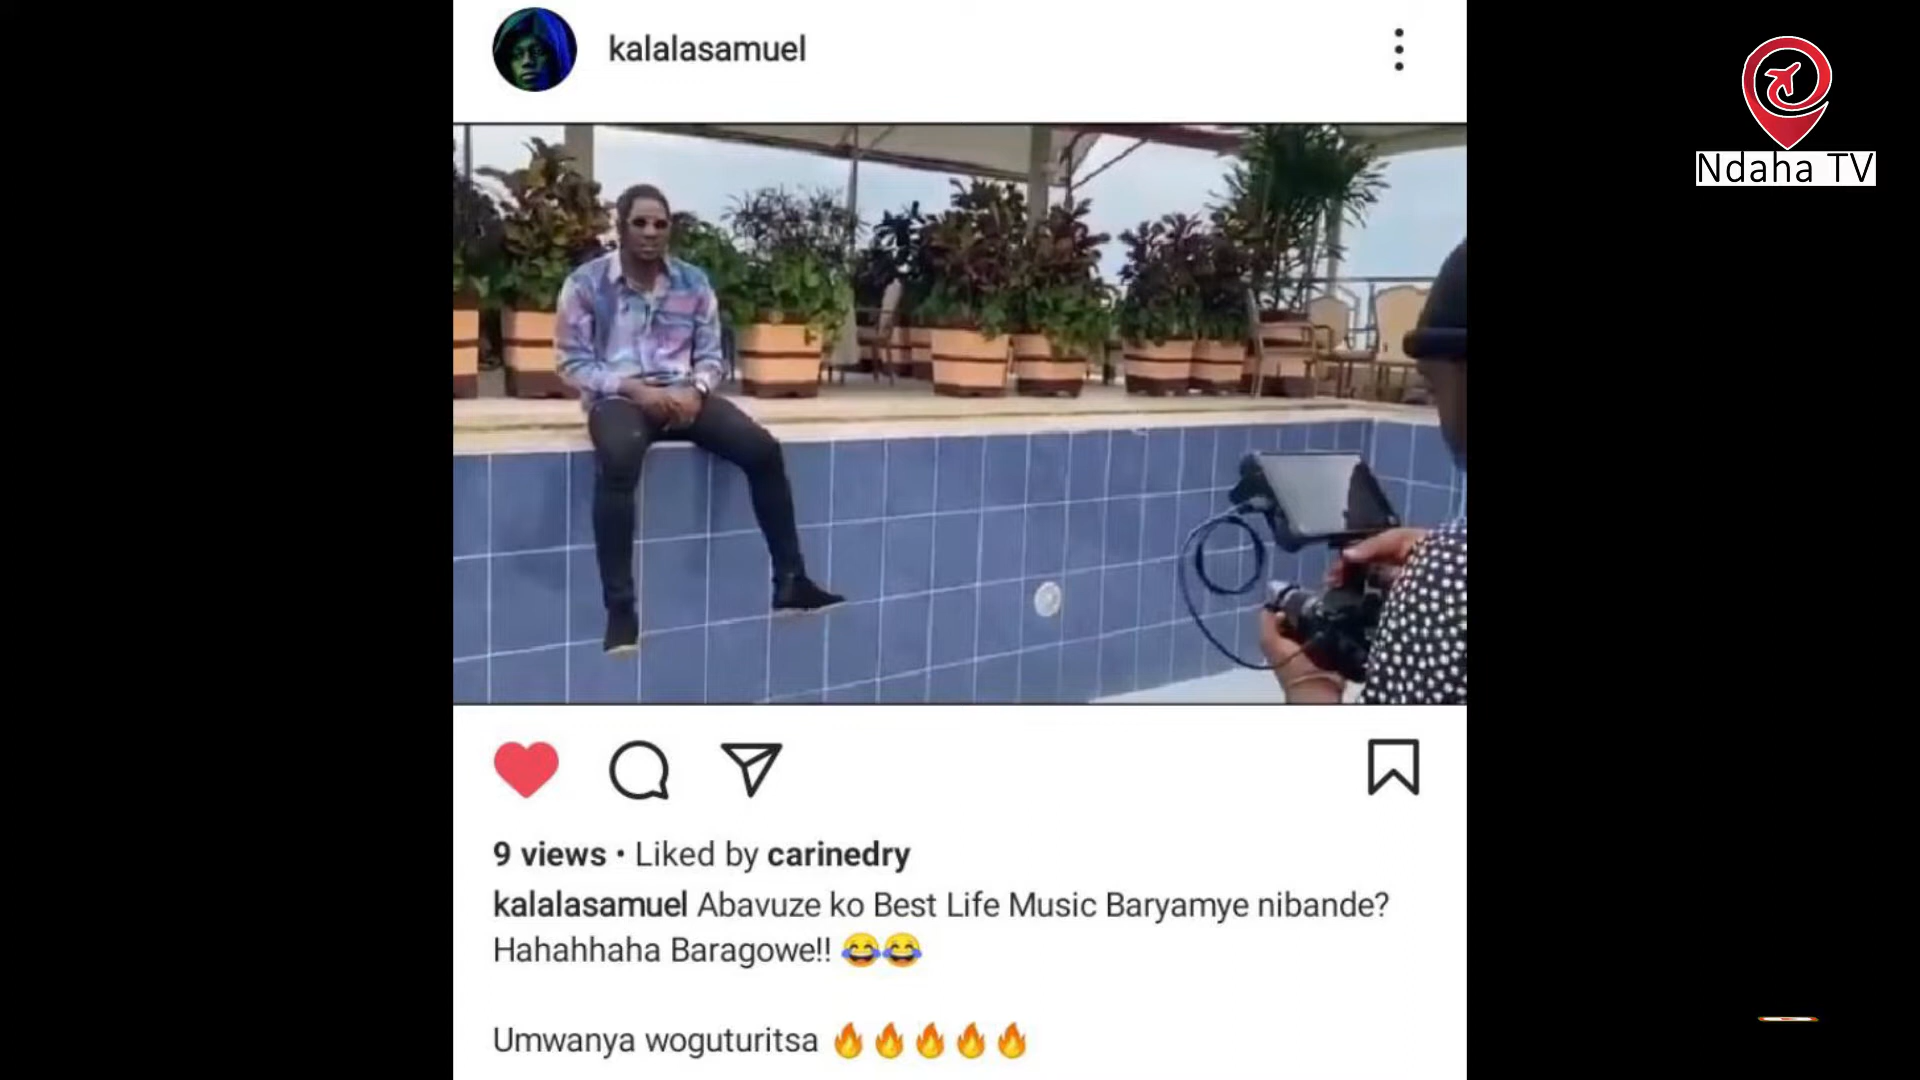 kalalasamuel
Ndaha TV
9 views • Liked by carinedry
kalalasamuel Abavuze ko Best Life Music Baryamye nibande?
Hahahhaha Baragowe!! 😂😂
Umwanya woguturitsa 🔥🔥🔥🔥🔥